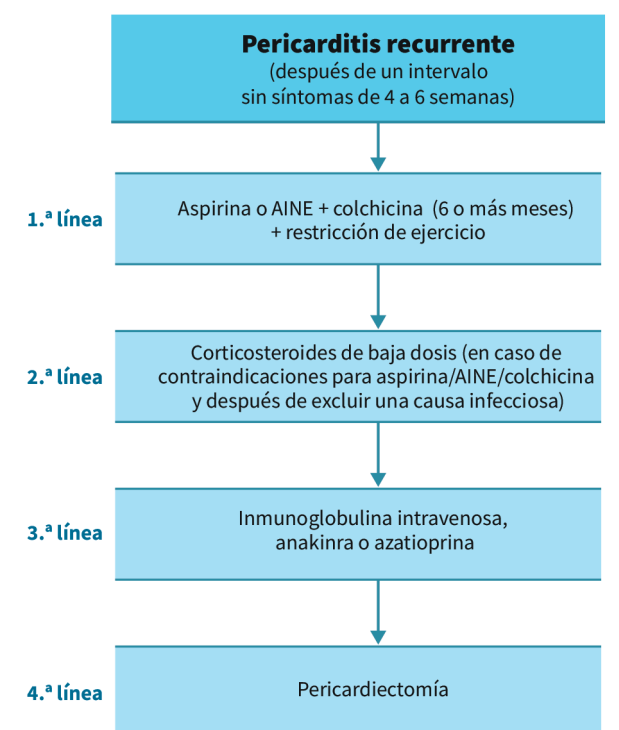 Pericarditis recurrente
(después de un intervalo
sin síntomas de 4 a 6 semanas)
1.ª línea
Aspirina o AINE + colchicina (6 o más meses)
+ restricción de ejercicio
2.ª línea
Corticosteroides de baja dosis (en caso de
contraindicaciones para aspirina/AINE/colchicina
y después de excluir una causa infecciosa)
3.ª línea
Inmunoglobulina intravenosa,
anakinra o azatioprina
4.ª línea
Pericardiectomía